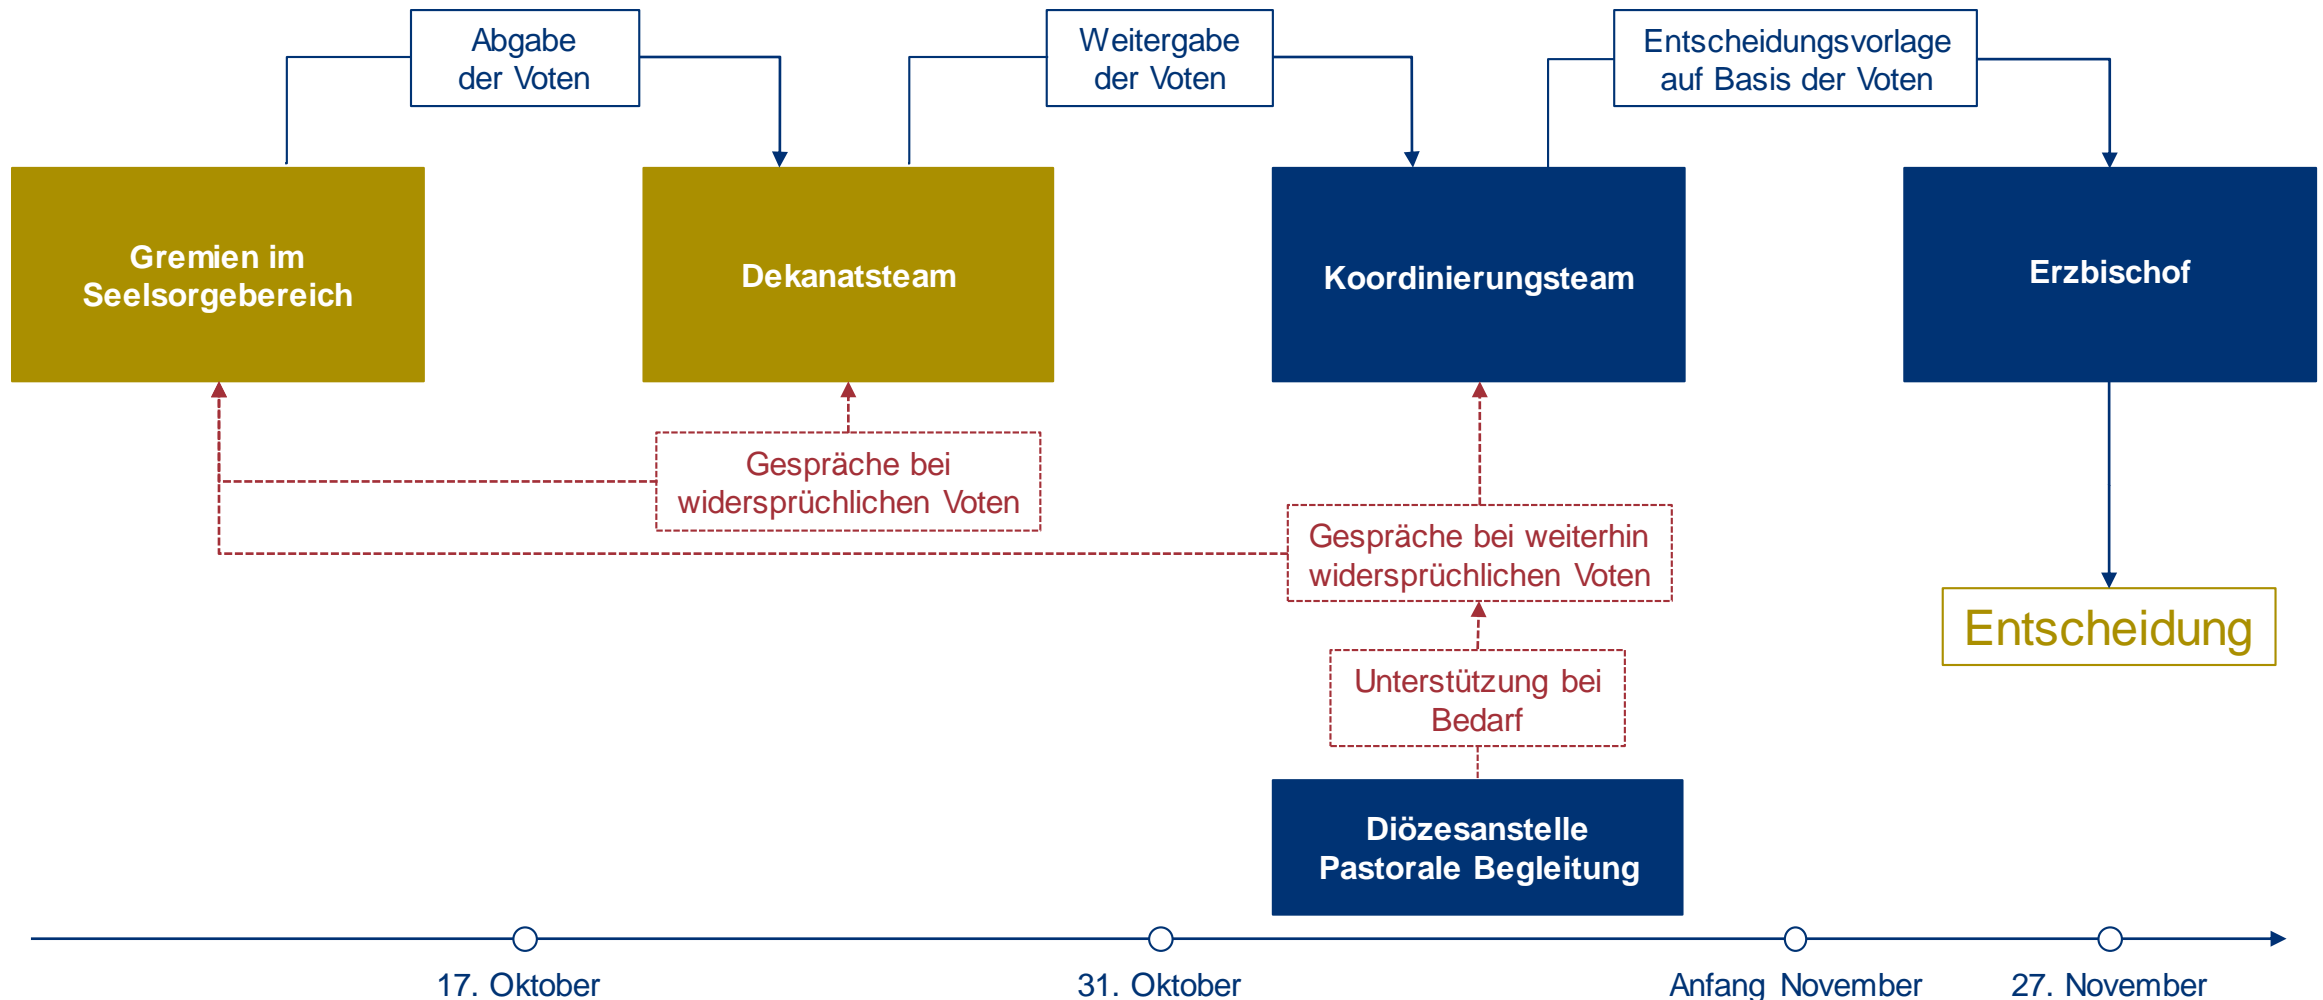 Abgabe
der Voten
Weitergabe
der Voten
Entscheidungsvorlage
auf Basis der Voten
Gremien im
Seelsorgebereich
Dekanatsteam
Koordinierungsteam
Erzbischof
Gespräche bei
widersprüchlichen Voten
Gespräche bei weiterhin
widersprüchlichen Voten
Entscheidung
Unterstützung bei
Bedarf
Diözesanstelle
Pastorale Begleitung
17. Oktober
31. Oktober
Anfang November
27. November